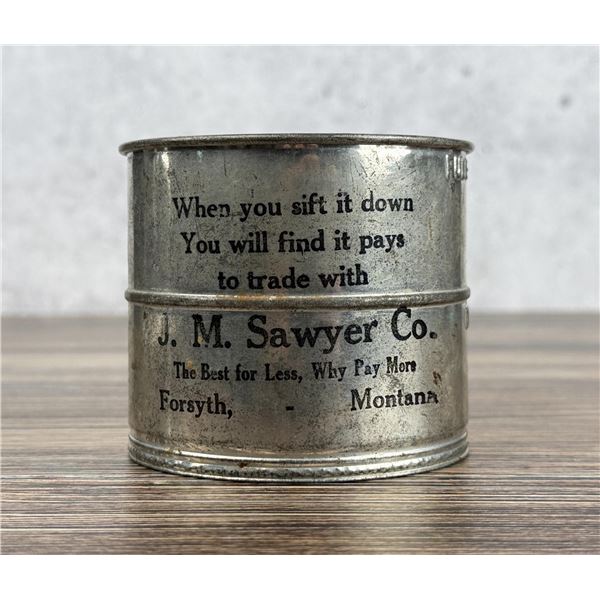 When you sift it down
You will find it pays
to trade with
J. M. Sawyer Co.
The Best for Less, Why Pay More
Forsyth, - Montana